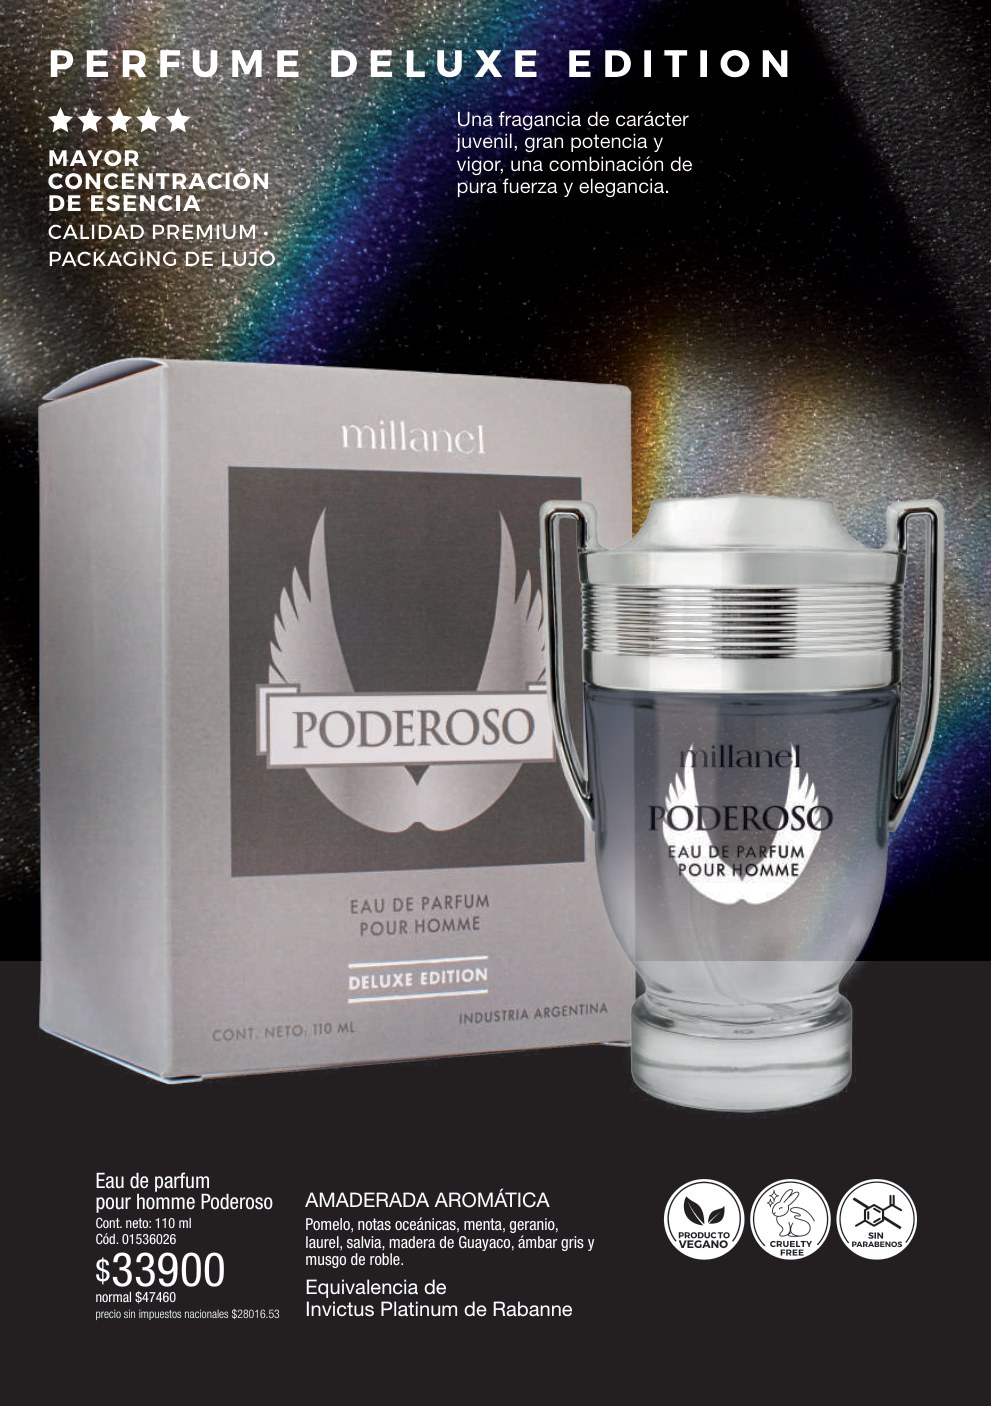 PERFUME DELUXE EDITION
MAYOR
CONCENTRACIÓN
DE ESENCIA
CALIDAD PREMIUM •
PACKAGING DE LUJO.
Una fragancia de carácter
juvenil, gran potencia y
vigor, una combinación de
pura fuerza y elegancia.
millanel
PODEROSO
EAU DE PARFUM
POUR HOMME
DELUXE EDITION
CONT. NETO: 110 ML
INDUSTRIA ARGENTINA
millanel
PODEROSO
EAU DE PARFUM
POUR HOMME
Eau de parfum
pour homme Poderoso
Cont. neto: 110 ml
Cód. 01536026
$33900
normal $47460
precio sin impuestos nacionales $28016.53
AMADERADA AROMÁTICA
Pomelo, notas oceánicas, menta, geranio,
laurel, salvia, madera de Guayaco, ámbar gris y
musgo de roble.
Equivalencia de
Invictus Platinum de Rabanne
PRODUCTO
VEGANO
CRUELTY
FREE
SIN
PARABENOS